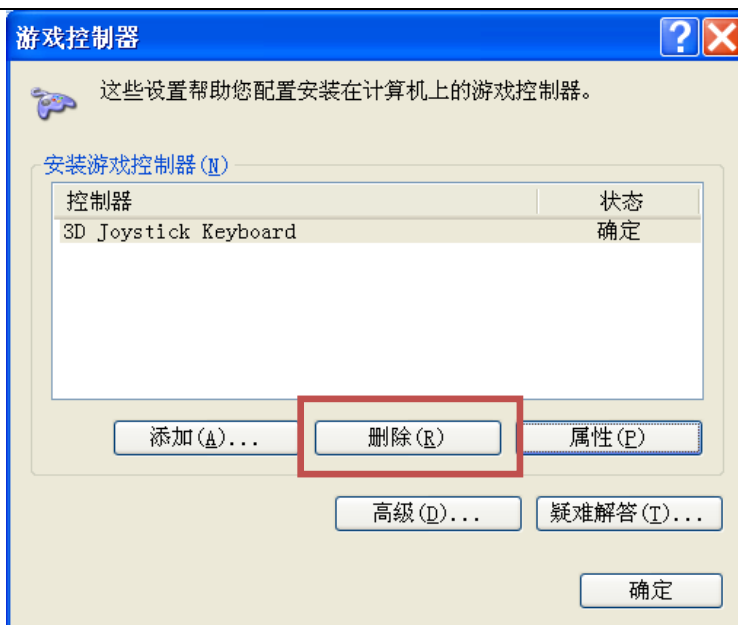 游戏控制器
这些设置帮助您配置安装在计算机上的游戏控制器。
安装游戏控制器(N)
控制器 状态
3D Joystick Keyboard 确定
添加(A)... 删除(R) 属性(P)
高级(D)... 疑难解答(T)...
确定